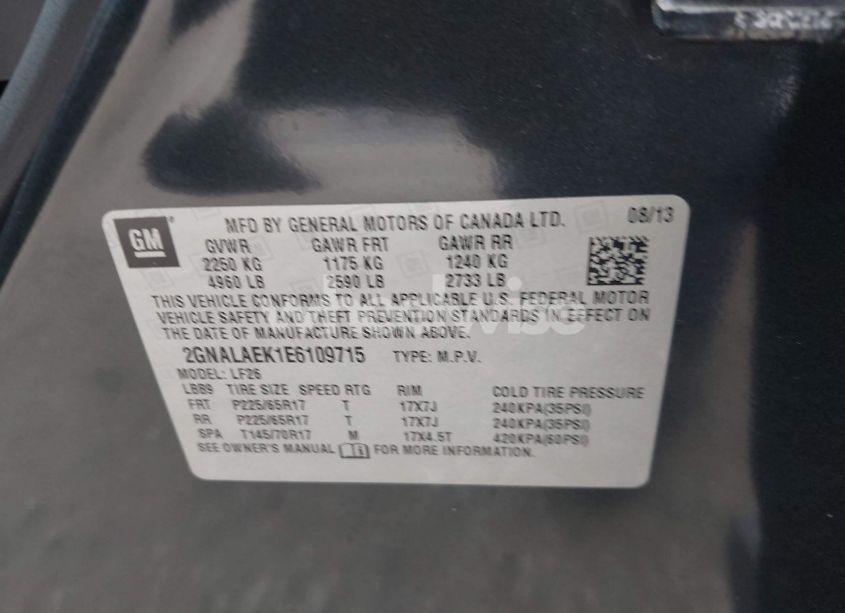 GM
MFD BY GENERAL MOTORS OF CANADA LTD. 08/13
GVWR GAWR FRT GAWR RR
2250 KG 1175 KG 1240 KG
4960 LB 2590 LB 2733 LB
THIS VEHICLE CONFORMS TO ALL APPLICABLE U.S. FEDERAL MOTOR
VEHICLE SAFETY AND THEFT PREVENTION STANDARDS IN EFFECT ON
THE DATE OF MANUFACTURE SHOWN ABOVE.
2GNALAEK1E6109715 TYPE: M.P.V.
MODEL: LF26
TIRE SIZE SPEED RTG RIM COLD TIRE PRESSURE
FRT P225/65R17 T 17X7J 240KPA(35PSI)
RR P225/65R17 T 17X7J 240KPA(35PSI)
SPA T145/70R17 M 17X4.5T 420KPA(60PSI)
SEE OWNER'S MANUAL FOR MORE INFORMATION.